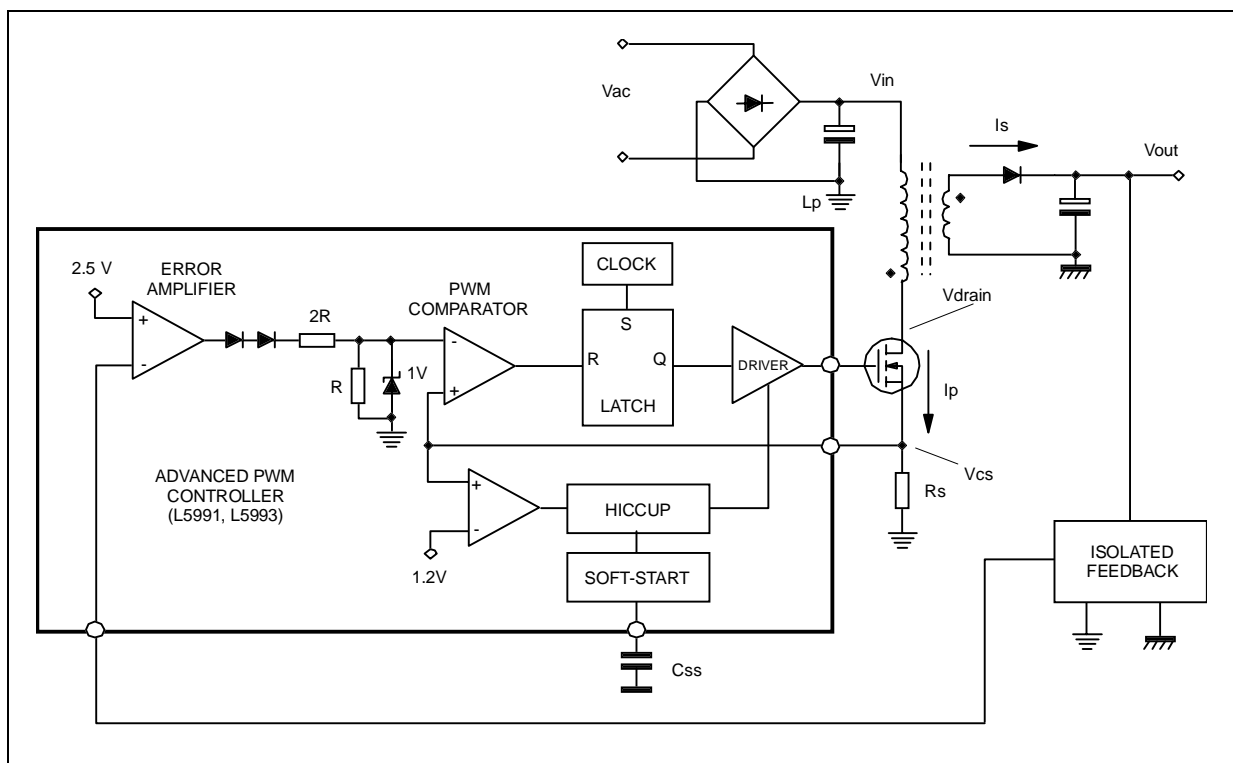 Vac
Vin
Is
Vout
Lp
2.5 V
ERROR
AMPLIFIER
+
-
2R
R
1V
PWM
COMPARATOR
-
+
CLOCK
S
R
Q
LATCH
DRIVER
Vdrain
Ip
Vcs
Rs
ADVANCED PWM
CONTROLLER
(L5991, L5993)
+
-
1.2V
HICCUP
SOFT-START
Css
ISOLATED
FEEDBACK